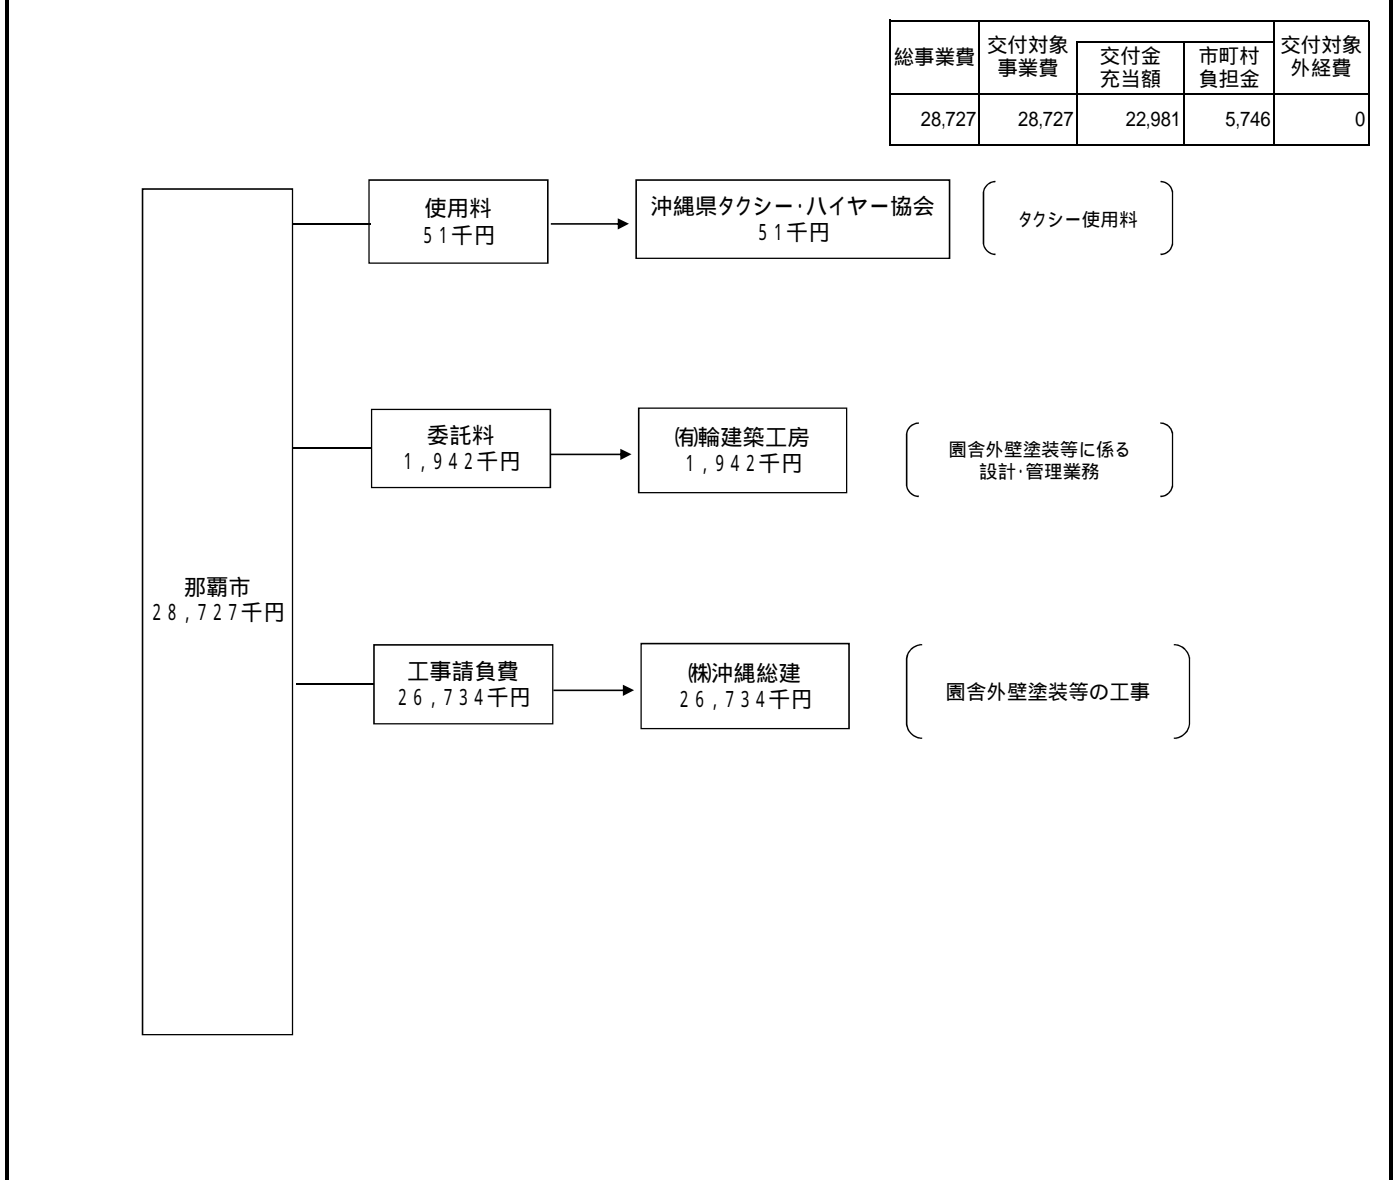 総事業費 交付対象事業費 交付金充当額 市町村負担金 交付対象外経費
28,727 28,727 22,981 5,746 0
使用料
51千円
沖縄県タクシー・ハイヤー協会
51千円
タクシー使用料
委託料
1,942千円
㈲輪建築工房
1,942千円
園舎外壁塗装等に係る
設計・管理業務
那覇市
28,727千円
工事請負費
26,734千円
㈱沖縄総建
26,734千円
園舎外壁塗装等の工事